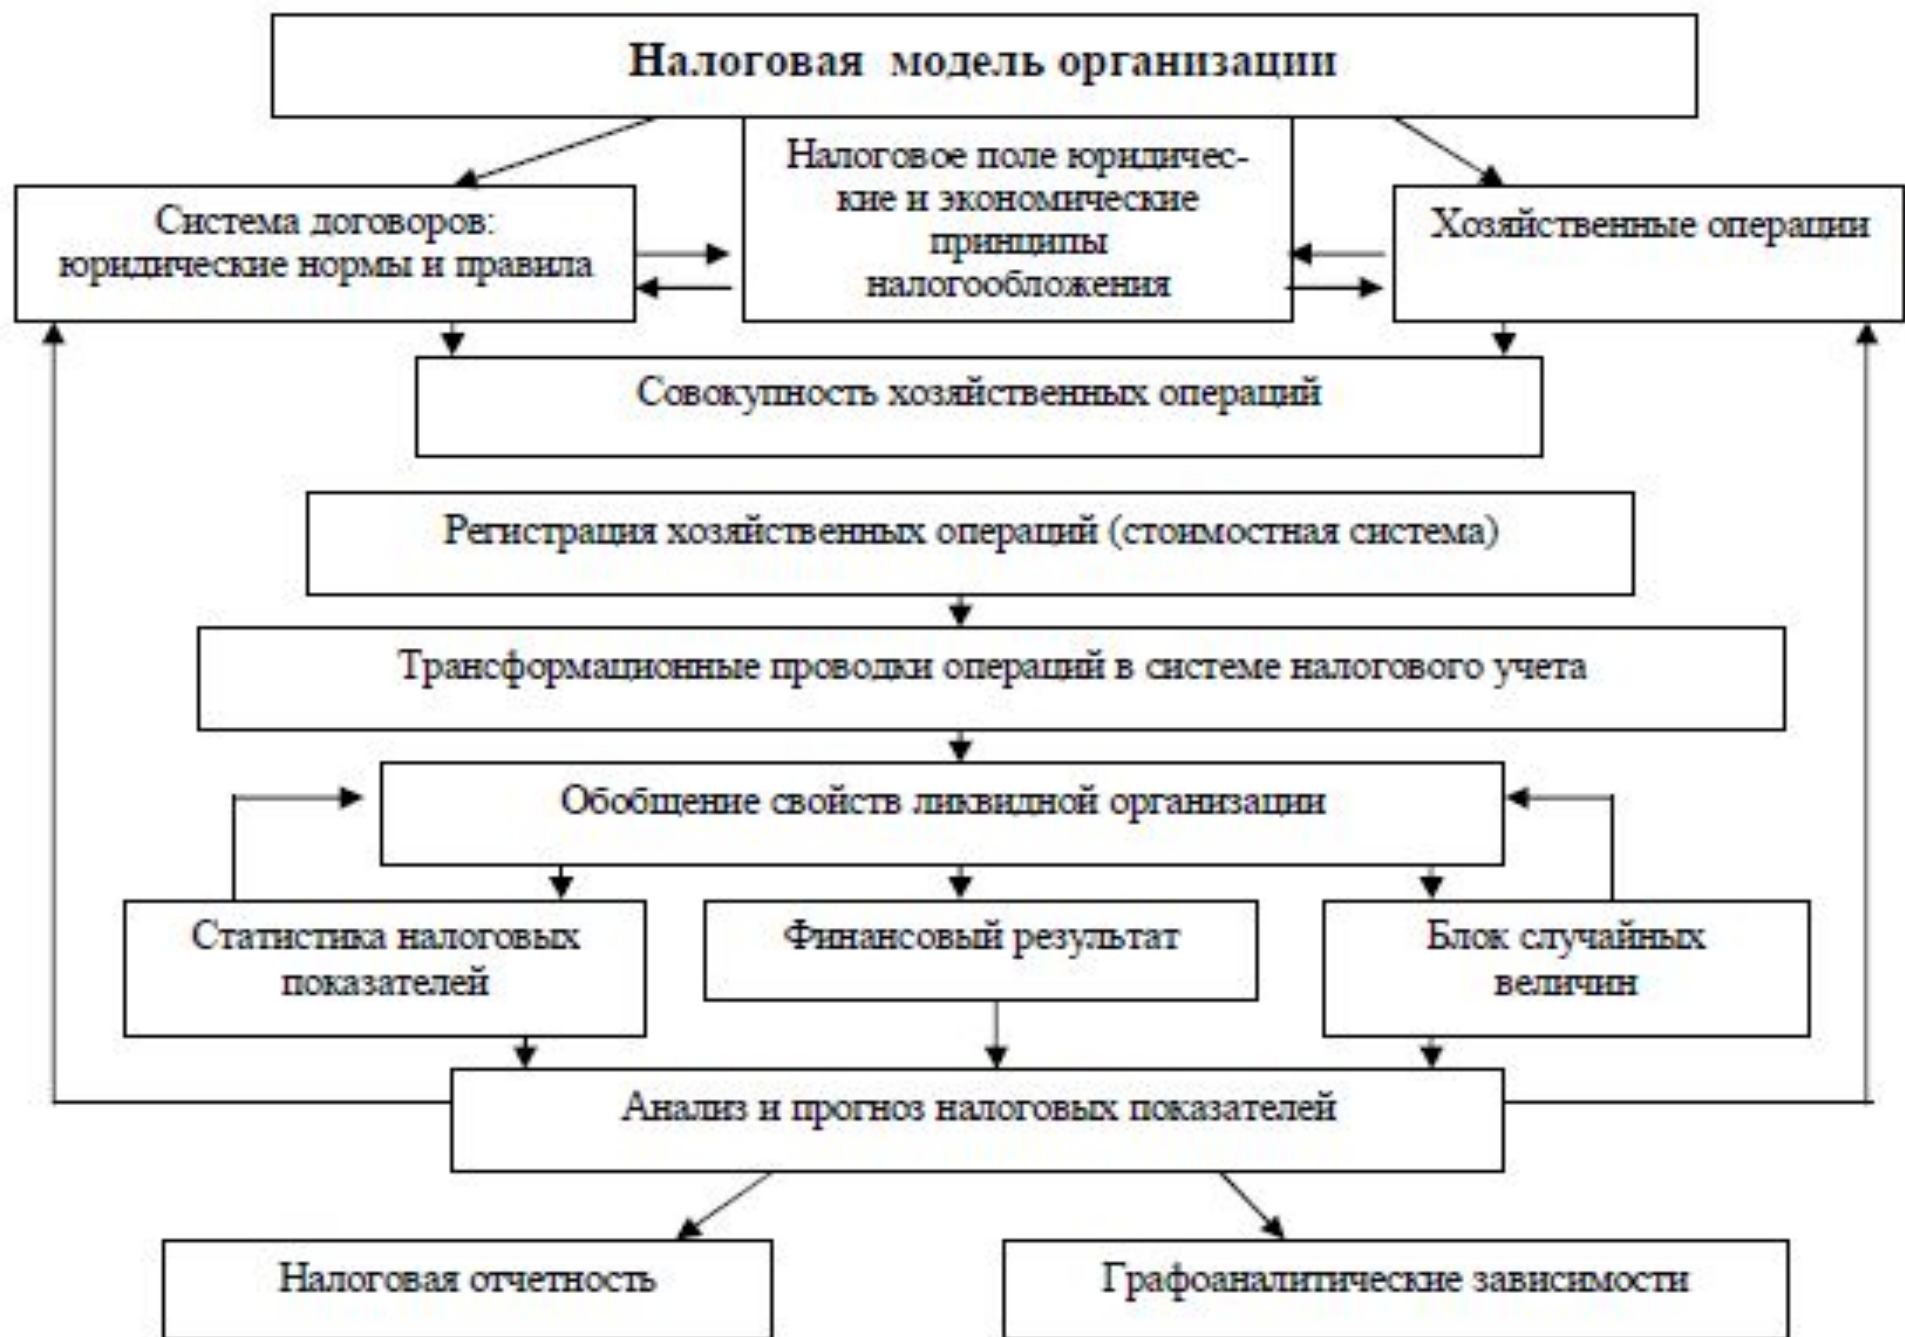 Налоговая модель организации
Налоговое поле юридичес-
кие и экономические
принципы
налогообложения
Система договоров:
юридические нормы и правила
Хозяйственные операции
Совокупность хозяйственных операций
Регистрация хозяйственных операций (стоимостная система)
Трансформационные проводки операций в системе налогового учета
Обобщение свойств ликвидной организации
Статистика налоговых
показателей
Финансовый результат
Блок случайных
величин
Анализ и прогноз налоговых показателей
Налоговая отчетность
Графоаналитические зависимости